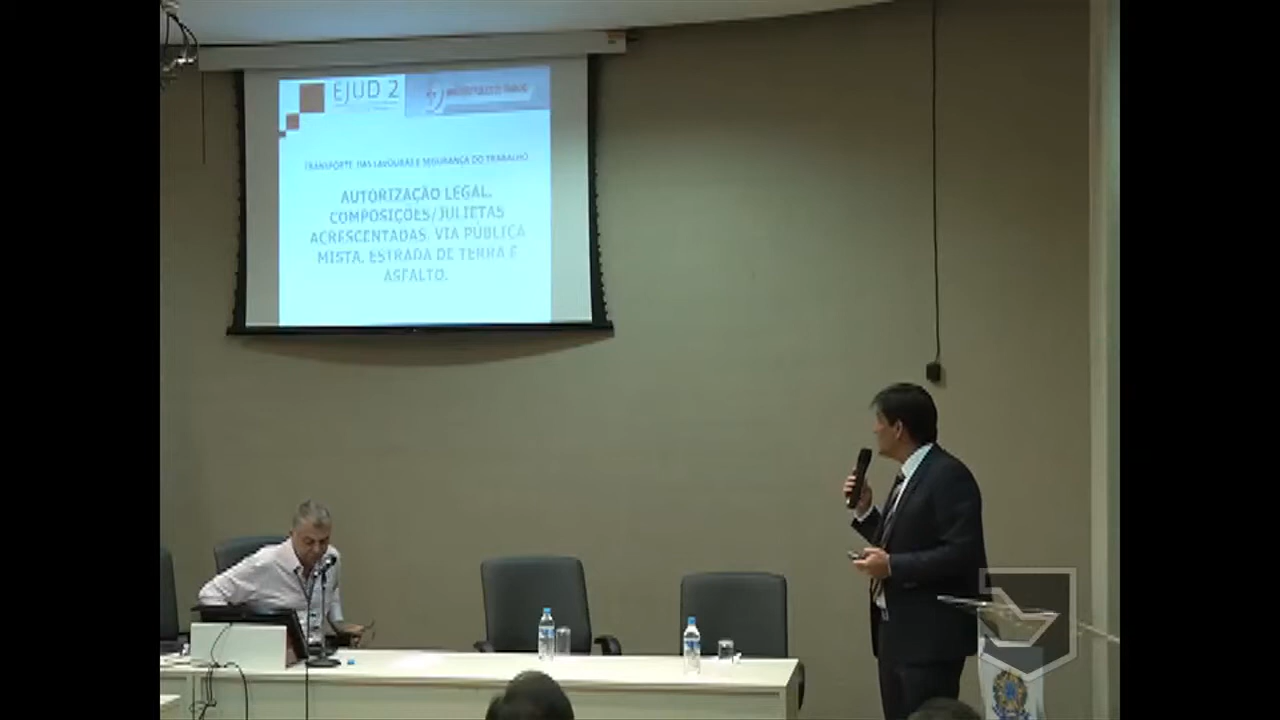 EJUD 2
TRANSPORTE NAS LAVOURAS E SEGURANÇA DO TRABALHO
AUTORIZAÇÃO LEGAL.
COMPOSIÇÕES/JULIETAS
ACRESCENTADAS. VIA PÚBLICA
MISTA. ESTRADA DE TERRA E
ASFALTO.